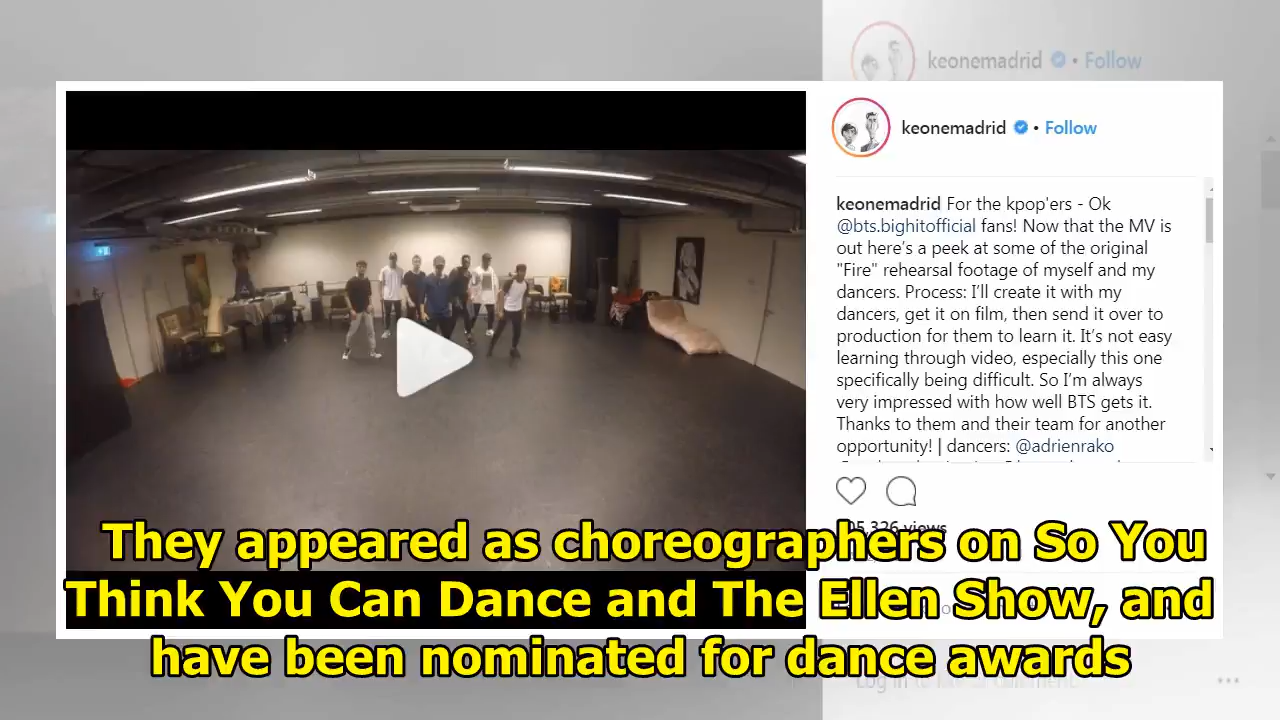 keonemadrid • Follow
keonemadrid • Follow
keonemadrid For the kpop'ers - Ok
@bts.bighitofficial fans! Now that the MV is
out here's a peek at some of the original
"Fire" rehearsal footage of myself and my
dancers. Process: I'll create it with my
dancers, get it on film, then send it over to
production for them to learn it. It's not easy
learning through video, especially this one
specifically being difficult. So I'm always
very impressed with how well BTS gets it.
Thanks to them and their team for another
opportunity! | dancers: @adrienrako
views
They appeared as choreographers on So You
Think You Can Dance and The Ellen Show, and
have been nominated for dance awards
Log in